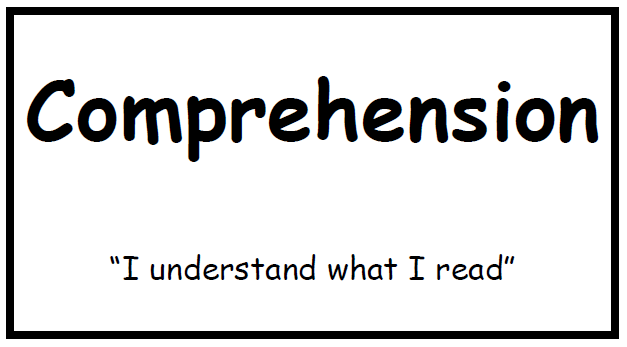 Comprehension
“I understand what I read”